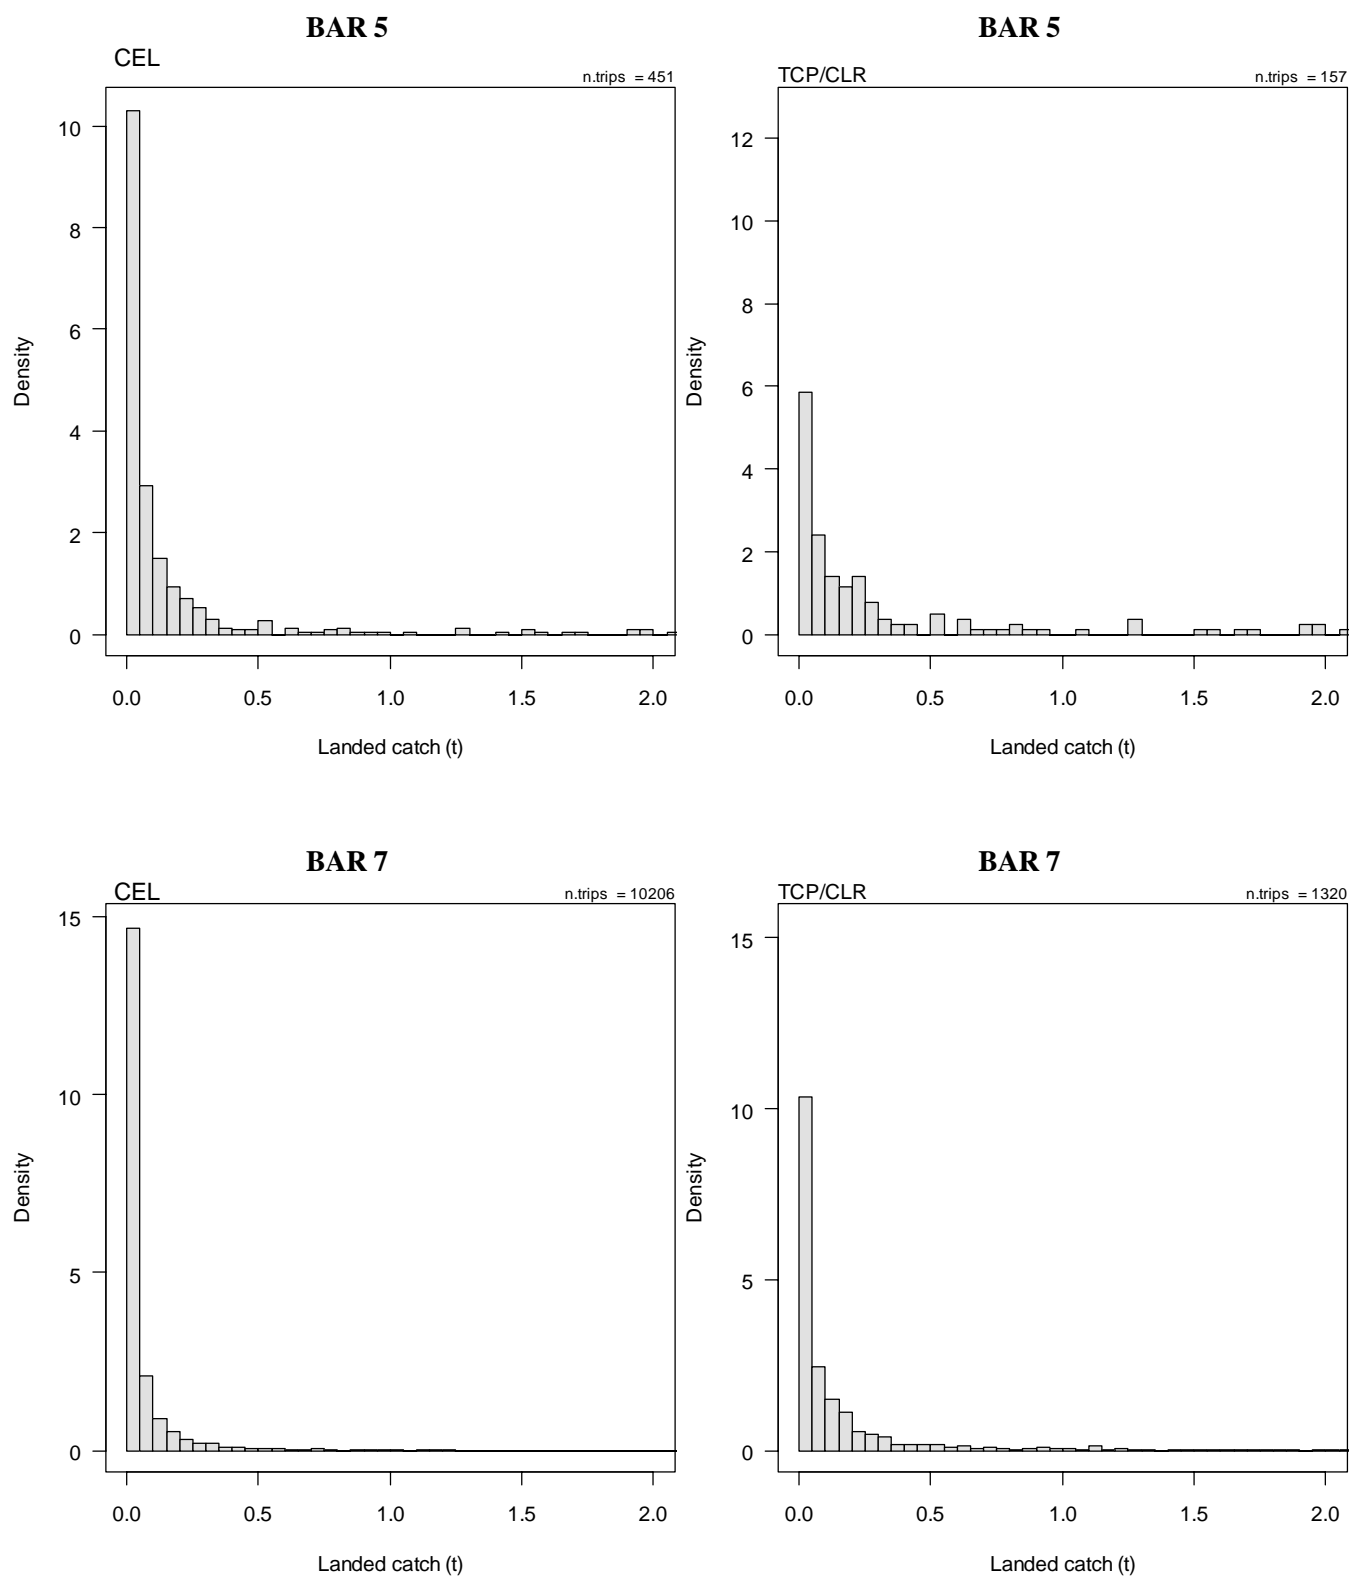 BAR 5
CEL
n.trips = 451
10
8
6
4
2
0
Density
0.0 0.5 1.0 1.5 2.0
Landed catch (t)
BAR 5
TCP/CLR
n.trips = 157
12
10
8
6
4
2
0
Density
0.0 0.5 1.0 1.5 2.0
Landed catch (t)
BAR 7
CEL
n.trips = 10206
15
10
5
0
Density
0.0 0.5 1.0 1.5 2.0
Landed catch (t)
BAR 7
TCP/CLR
n.trips = 1320
15
10
5
0
Density
0.0 0.5 1.0 1.5 2.0
Landed catch (t)